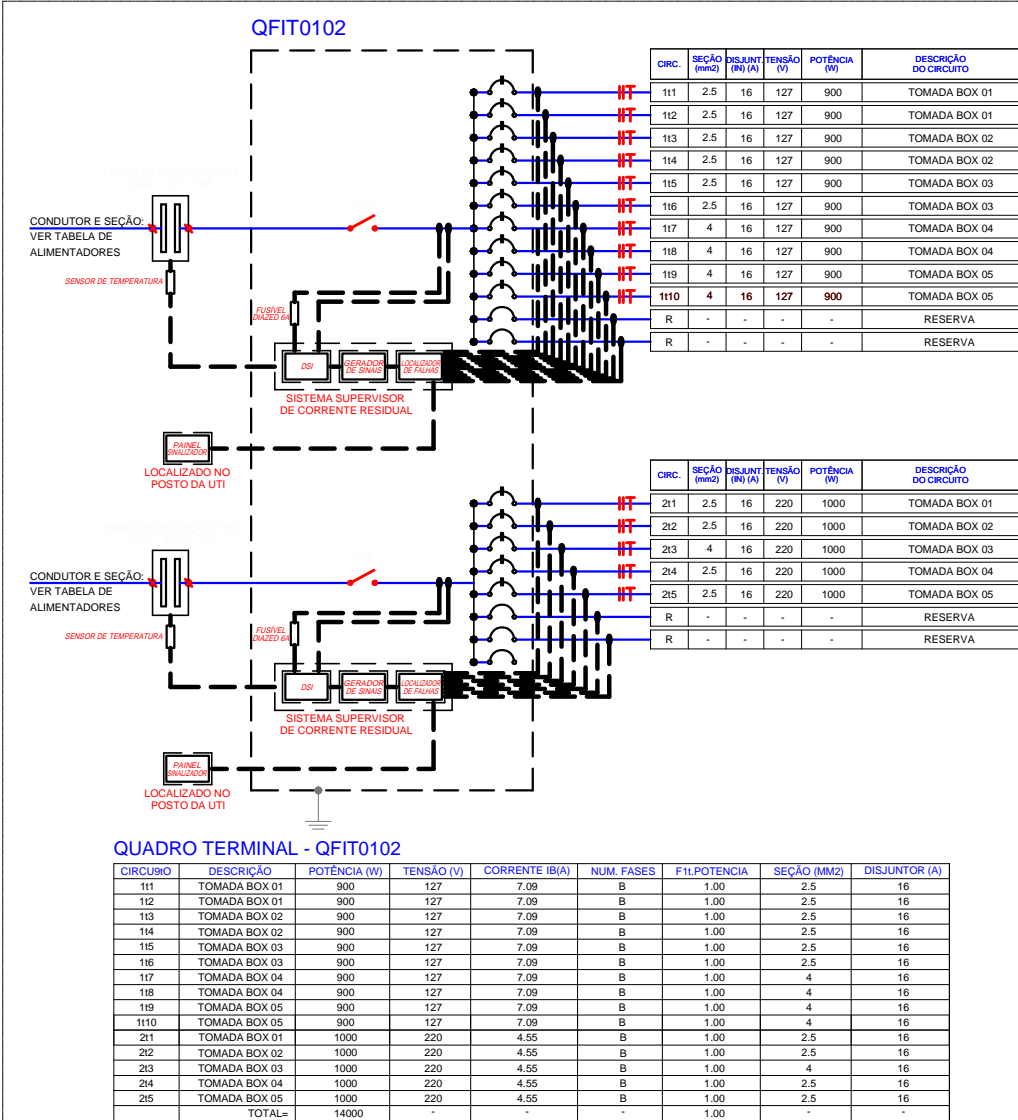 QFIT0102
CIRC. SEÇÃO (mm2) DISJUNT. (IN) (A) TENSÃO (V) POTÊNCIA (W) DESCRIÇÃO DO CIRCUITO
1t1 2.5 16 127 900 TOMADA BOX 01
1t2 2.5 16 127 900 TOMADA BOX 01
1t3 2.5 16 127 900 TOMADA BOX 02
1t4 2.5 16 127 900 TOMADA BOX 02
1t5 2.5 16 127 900 TOMADA BOX 03
1t6 2.5 16 127 900 TOMADA BOX 03
1t7 4 16 127 900 TOMADA BOX 04
1t8 4 16 127 900 TOMADA BOX 04
1t9 4 16 127 900 TOMADA BOX 05
1t10 4 16 127 900 TOMADA BOX 05
R - - - - RESERVA
R - - - - RESERVA
CONDUTOR E SEÇÃO:
VER TABELA DE
ALIMENTADORES
SENSOR DE TEMPERATURA
FUSÍVEL
DIAZED 6A
DSI
GERADOR
DE SINAIS
LOCALIZADOR
DE FALHAS
SISTEMA SUPERVISOR
DE CORRENTE RESIDUAL
PAINEL
SINALIZADOR
LOCALIZADO NO
POSTO DA UTI
CIRC. SEÇÃO (mm2) DISJUNT. (IN) (A) TENSÃO (V) POTÊNCIA (W) DESCRIÇÃO DO CIRCUITO
2t1 2.5 16 220 1000 TOMADA BOX 01
2t2 2.5 16 220 1000 TOMADA BOX 02
2t3 4 16 220 1000 TOMADA BOX 03
2t4 2.5 16 220 1000 TOMADA BOX 04
2t5 2.5 16 220 1000 TOMADA BOX 05
R - - - - RESERVA
R - - - - RESERVA
CONDUTOR E SEÇÃO:
VER TABELA DE
ALIMENTADORES
SENSOR DE TEMPERATURA
FUSÍVEL
DIAZED 6A
DSI
GERADOR
DE SINAIS
LOCALIZADOR
DE FALHAS
SISTEMA SUPERVISOR
DE CORRENTE RESIDUAL
PAINEL
SINALIZADOR
LOCALIZADO NO
POSTO DA UTI
QUADRO TERMINAL - QFIT0102
CIRCU9tO DESCRIÇÃO POTÊNCIA (W) TENSÃO (V) CORRENTE IB(A) NUM. FASES F1t.POTENCIA SEÇÃO (MM2) DISJUNTOR (A)
1t1 TOMADA BOX 01 900 127 7.09 B 1.00 2.5 16
1t2 TOMADA BOX 01 900 127 7.09 B 1.00 2.5 16
1t3 TOMADA BOX 02 900 127 7.09 B 1.00 2.5 16
1t4 TOMADA BOX 02 900 127 7.09 B 1.00 2.5 16
1t5 TOMADA BOX 03 900 127 7.09 B 1.00 2.5 16
1t6 TOMADA BOX 03 900 127 7.09 B 1.00 2.5 16
1t7 TOMADA BOX 04 900 127 7.09 B 1.00 4 16
1t8 TOMADA BOX 04 900 127 7.09 B 1.00 4 16
1t9 TOMADA BOX 05 900 127 7.09 B 1.00 4 16
1t10 TOMADA BOX 05 900 127 7.09 B 1.00 4 16
2t1 TOMADA BOX 01 1000 220 4.55 B 1.00 2.5 16
2t2 TOMADA BOX 02 1000 220 4.55 B 1.00 2.5 16
2t3 TOMADA BOX 03 1000 220 4.55 B 1.00 4 16
2t4 TOMADA BOX 04 1000 220 4.55 B 1.00 2.5 16
2t5 TOMADA BOX 05 1000 220 4.55 B 1.00 2.5 16
TOTAL= 14000 - - - 1.00 - -